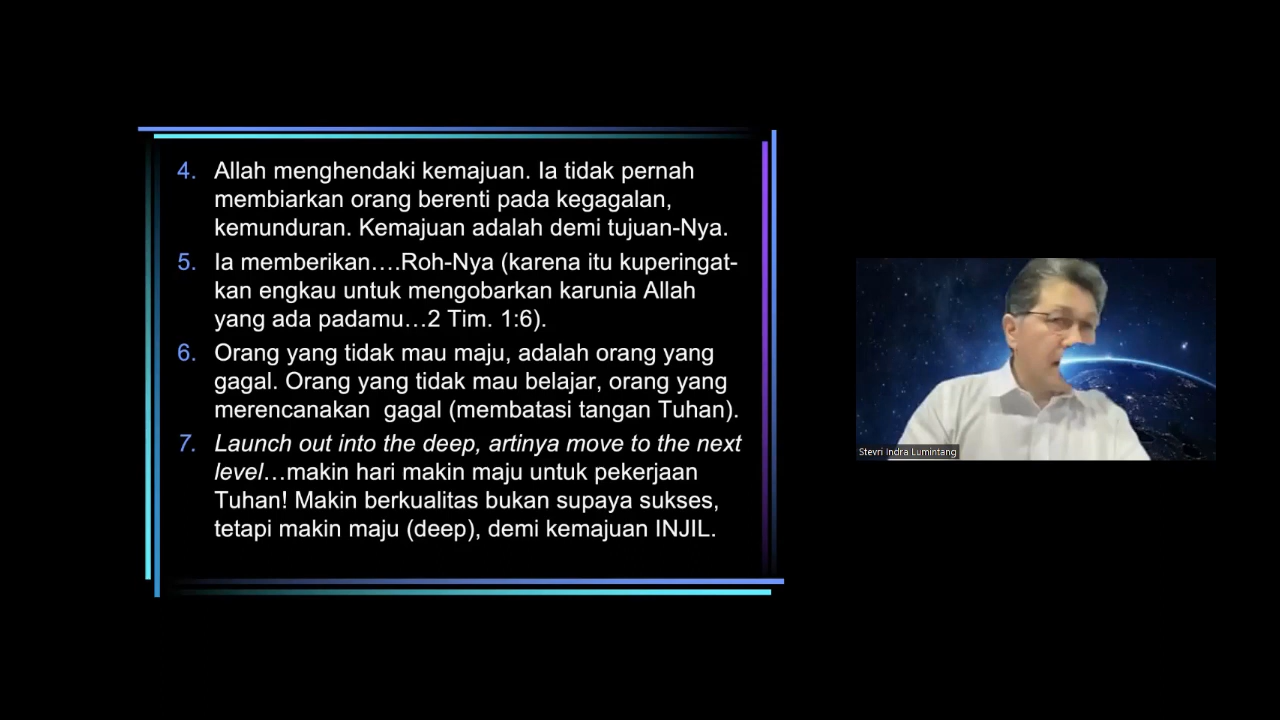 4. Allah menghendaki kemajuan. Ia tidak pernah
membiarkan orang berenti pada kegagalan,
kemunduran. Kemajuan adalah demi tujuan-Nya.
5. Ia memberikan….Roh-Nya (karena itu kuperingat-
kan engkau untuk mengobarkan karunia Allah
yang ada padamu…2 Tim. 1:6).
6. Orang yang tidak mau maju, adalah orang yang
gagal. Orang yang tidak mau belajar, orang yang
merencanakan  gagal (membatasi tangan Tuhan).
7. Launch out into the deep, artinya move to the next
level…makin hari makin maju untuk pekerjaan
Tuhan! Makin berkualitas bukan supaya sukses,
tetapi makin maju (deep), demi kemajuan INJIL.
Stevri Indra Lumintang